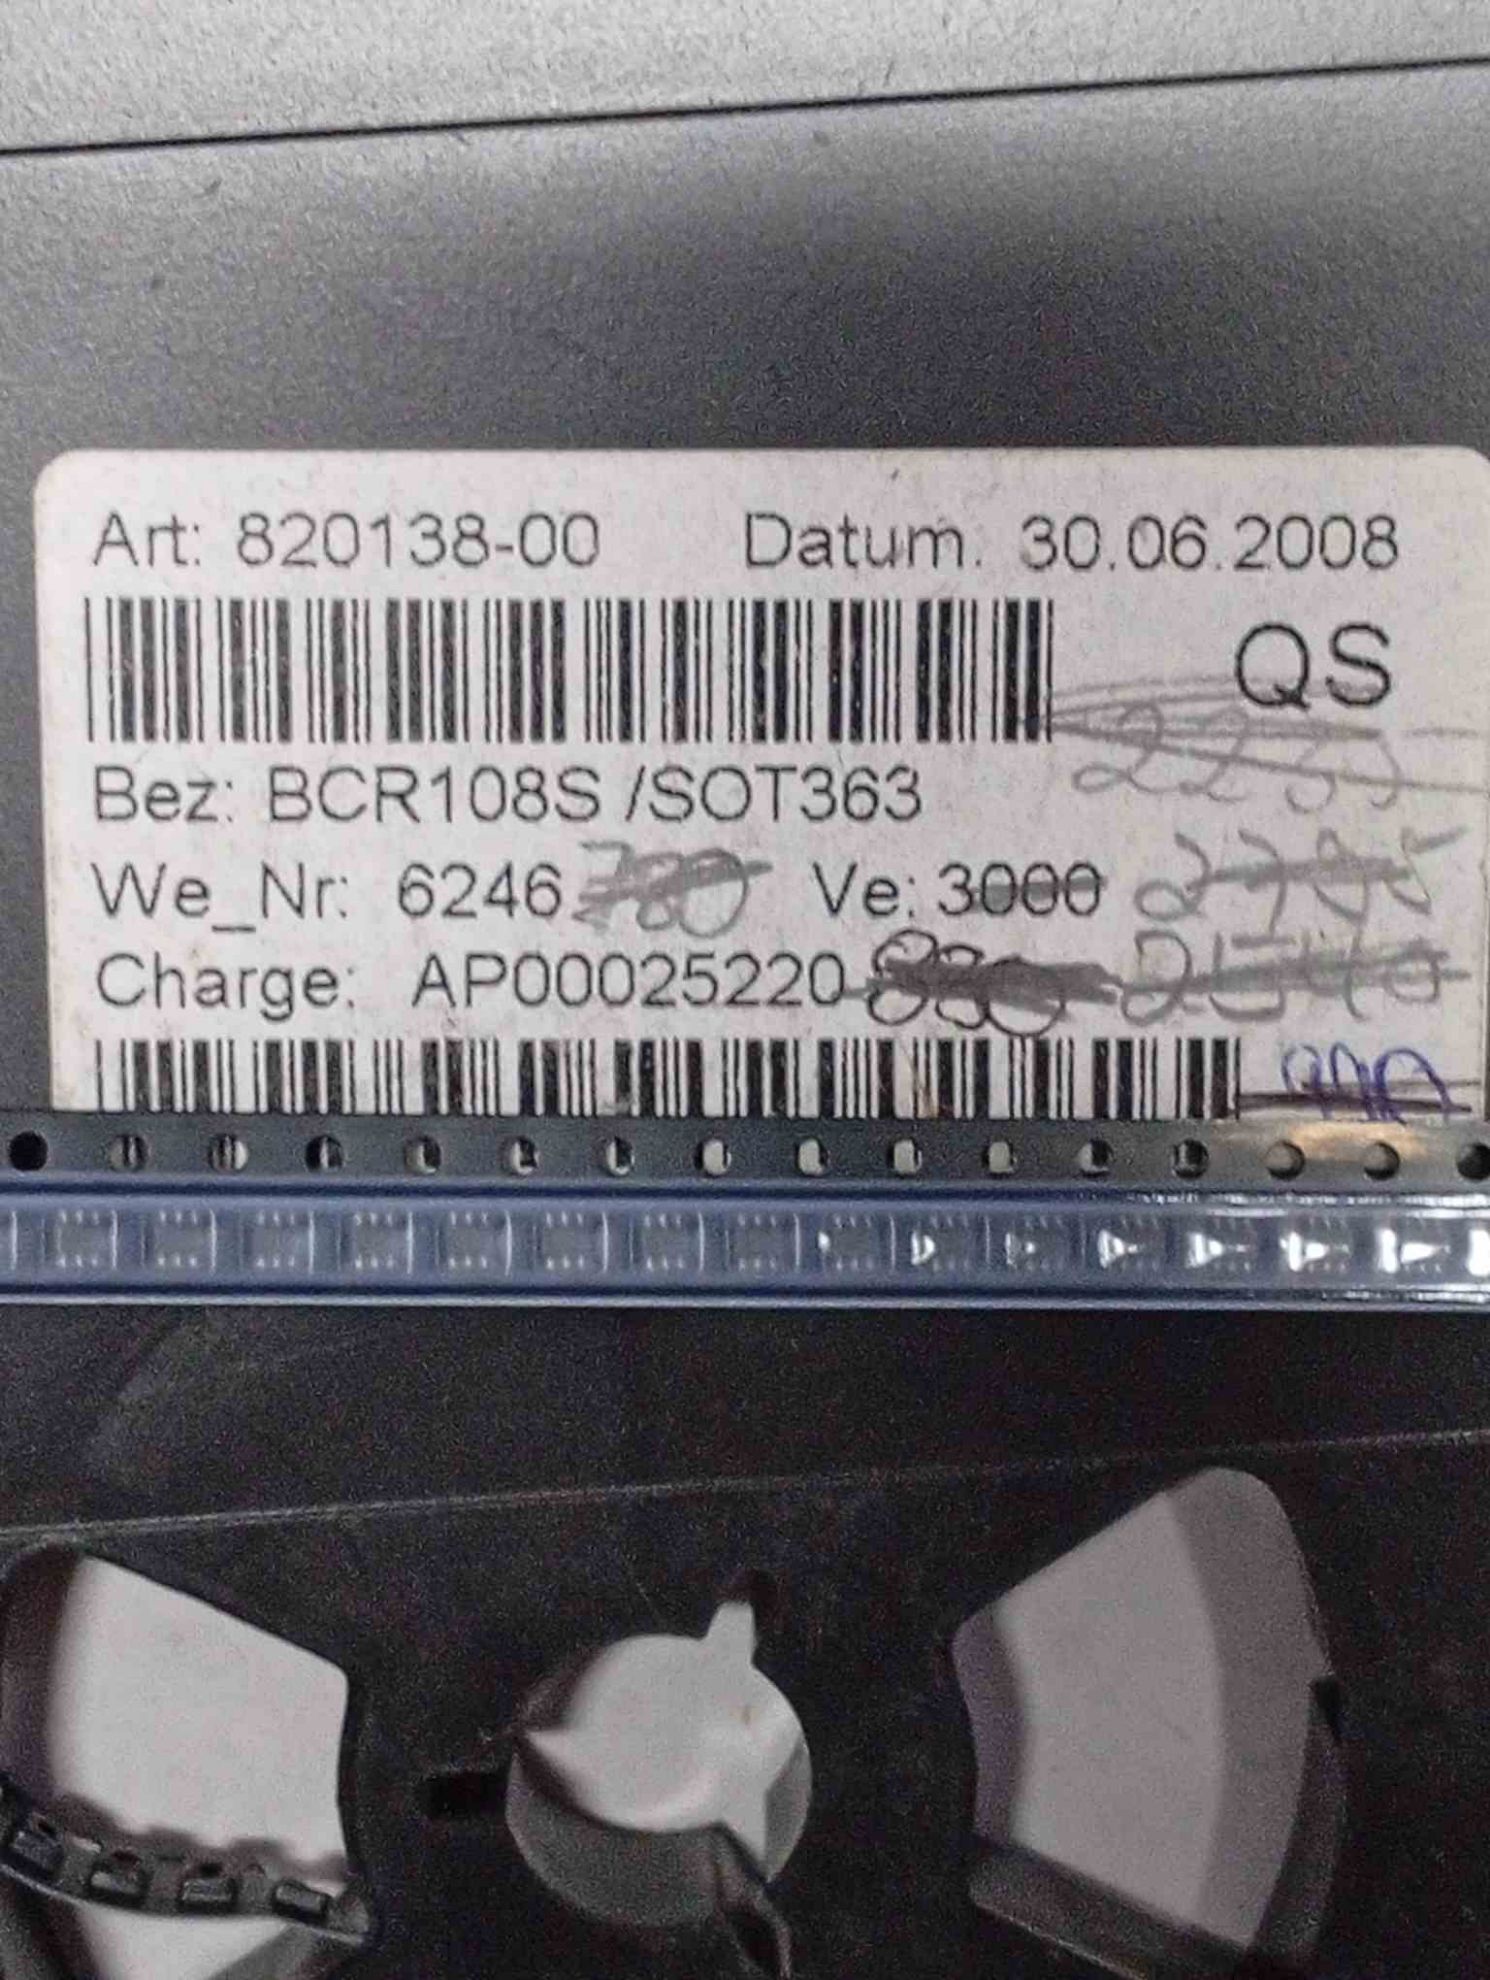 Art: 820138-00 Datum. 30.06.2008
QS
Bez: BCR108S /SOT363
We_Nr: 6246 Ve: 3000
Charge: AP00025220